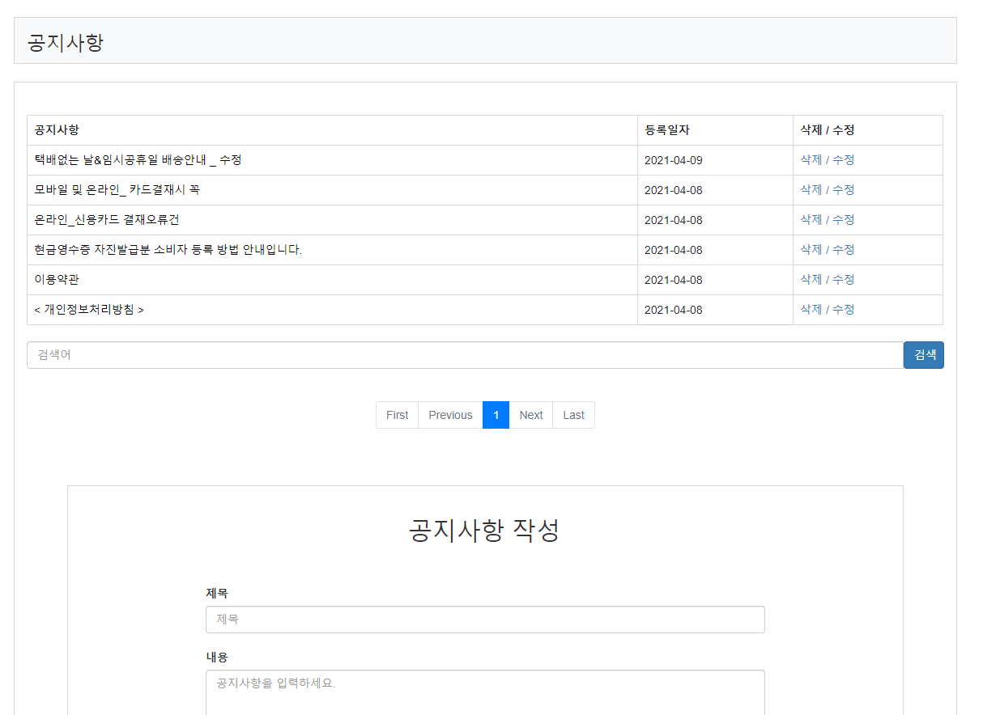 공지사항
공지사항 등록일자 삭제 / 수정
택배없는 날&임시공휴일 배송안내 _ 수정 2021-04-09 삭제 / 수정
모바일 및 온라인_ 카드결재시 꼭 2021-04-08 삭제 / 수정
온라인_신용카드 결재오류건 2021-04-08 삭제 / 수정
현금영수증 자진발급분 소비자 등록 방법 안내입니다. 2021-04-08 삭제 / 수정
이용약관 2021-04-08 삭제 / 수정
< 개인정보처리방침 > 2021-04-08 삭제 / 수정
검색어 검색
First Previous 1 Next Last
공지사항 작성
제목
제목
내용
공지사항을 입력하세요.